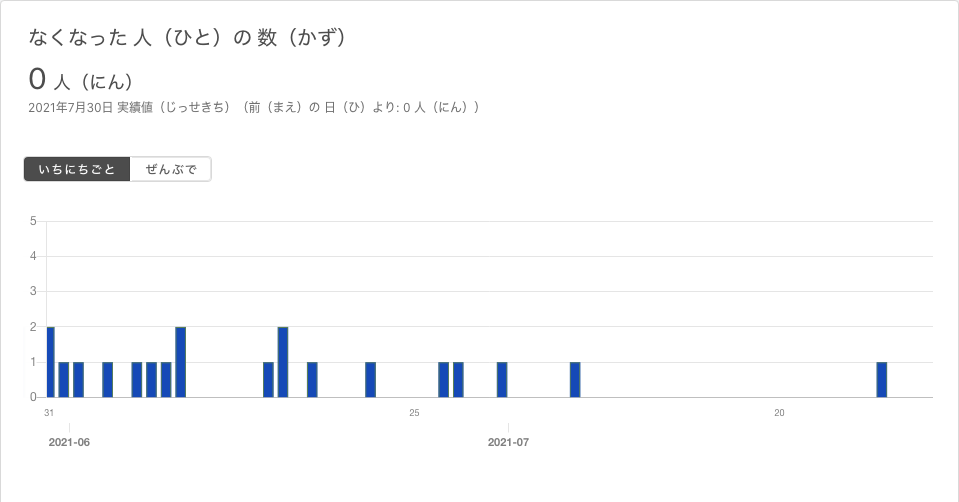 なくなった 人（ひと）の 数（かず）
0 人（にん）
2021年7月30日 実績値（じっせきち）（前（まえ）の 日（ひ）より: 0 人（にん））
いちにちごと ぜんぶで
5
4
3
2
1
0
31 25 20
2021-06 2021-07